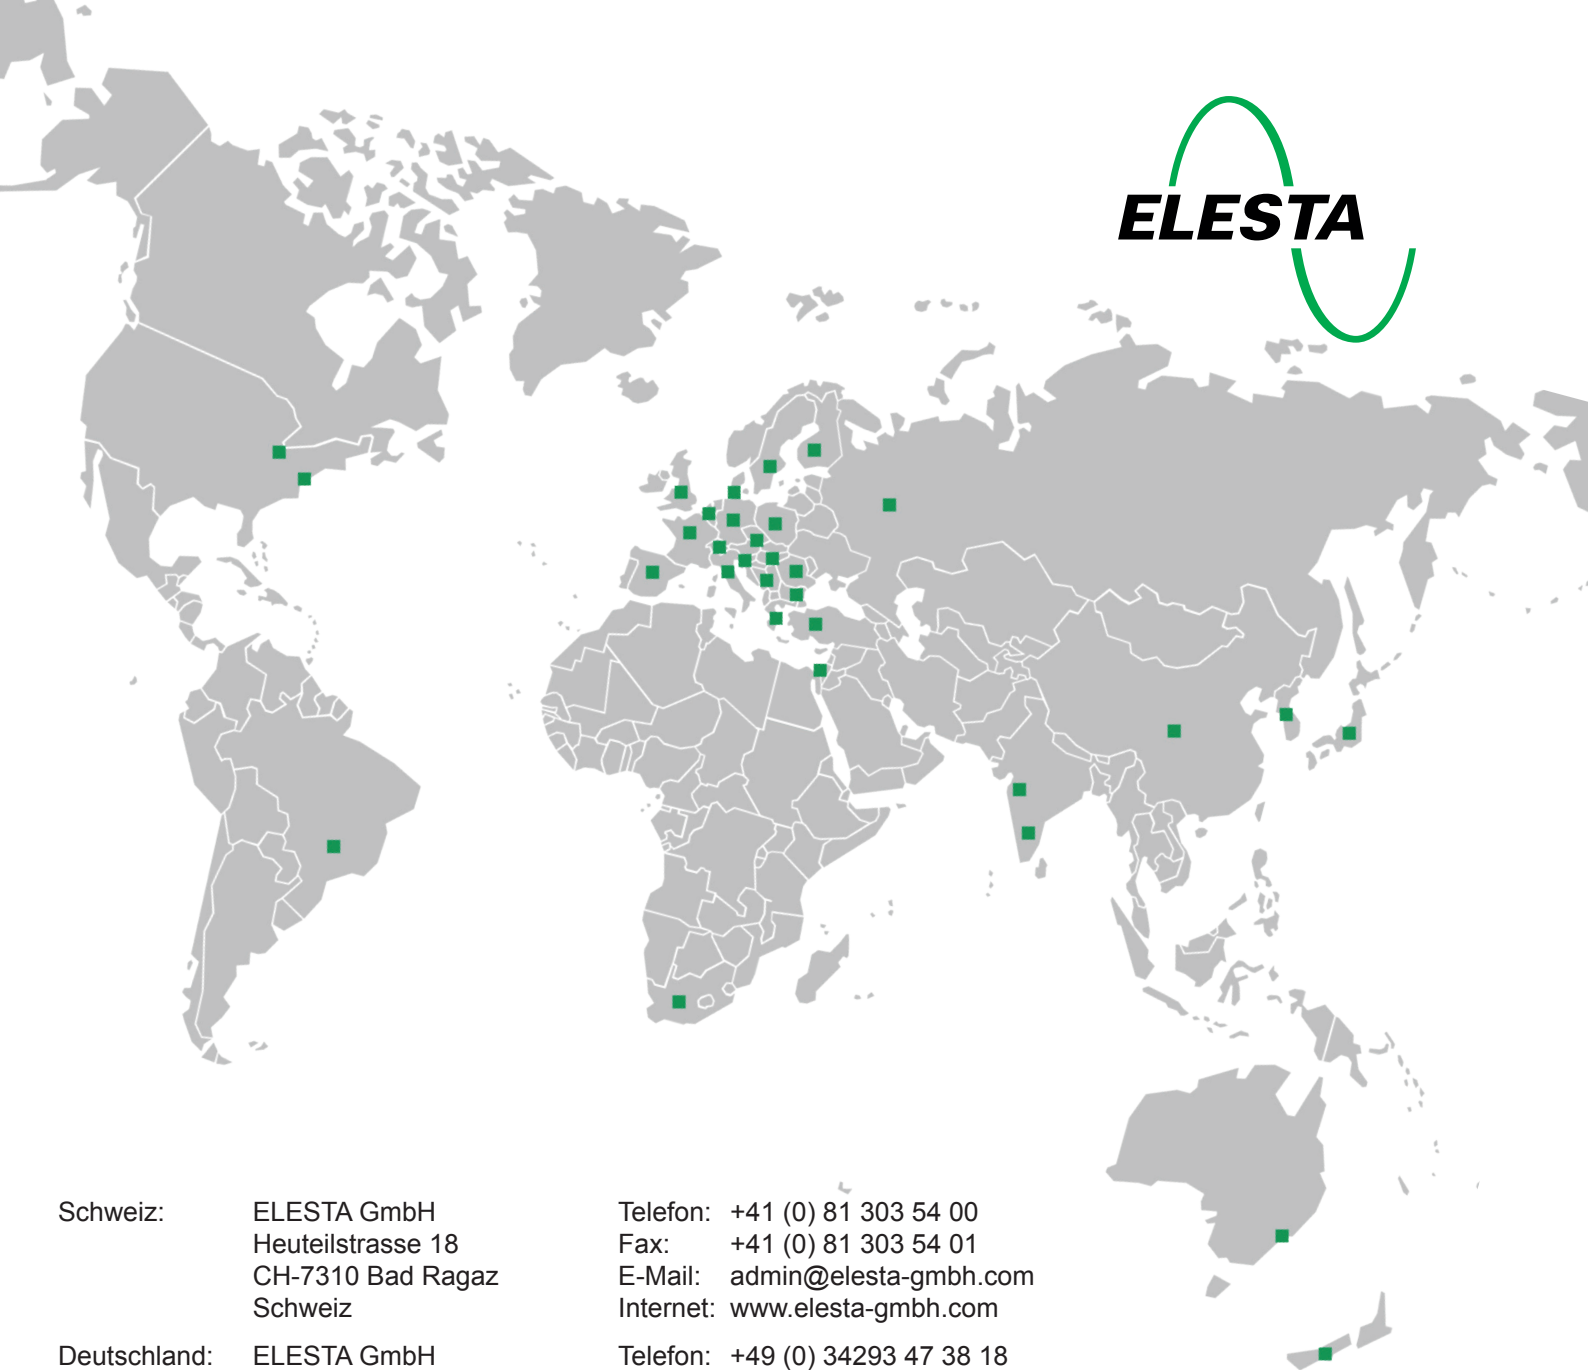 ELESTA
Schweiz: ELESTA GmbH Telefon: +41 (0) 81 303 54 00
Heuteilstrasse 18 Fax: +41 (0) 81 303 54 01
CH-7310 Bad Ragaz E-Mail: admin@elesta-gmbh.com
Schweiz Internet: www.elesta-gmbh.com
Deutschland: ELESTA GmbH Telefon: +49 (0) 34293 47 38 18